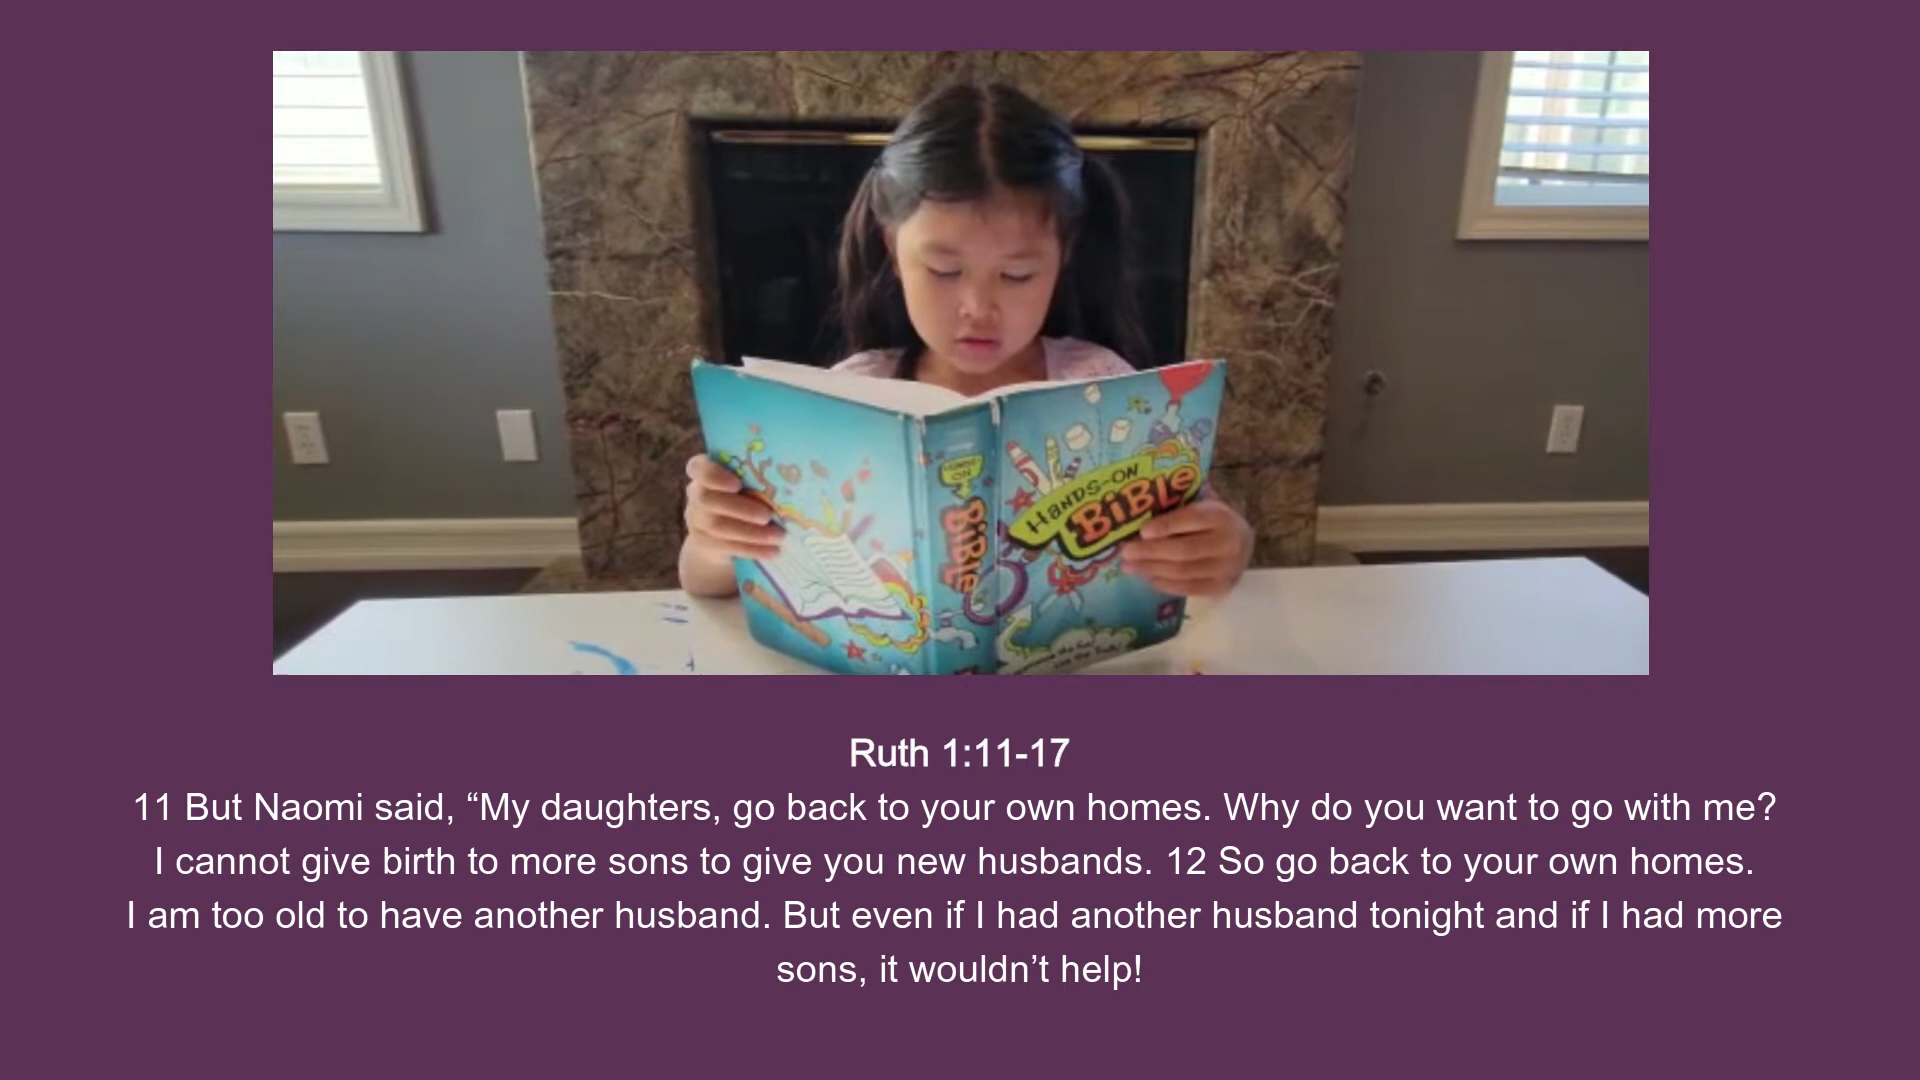 HANDS-ON
BiBLe
HANDS-ON
BiBLe
Ruth 1:11-17
11 But Naomi said, “My daughters, go back to your own homes. Why do you want to go with me?
I cannot give birth to more sons to give you new husbands. 12 So go back to your own homes.
I am too old to have another husband. But even if I had another husband tonight and if I had more
sons, it wouldn’t help!